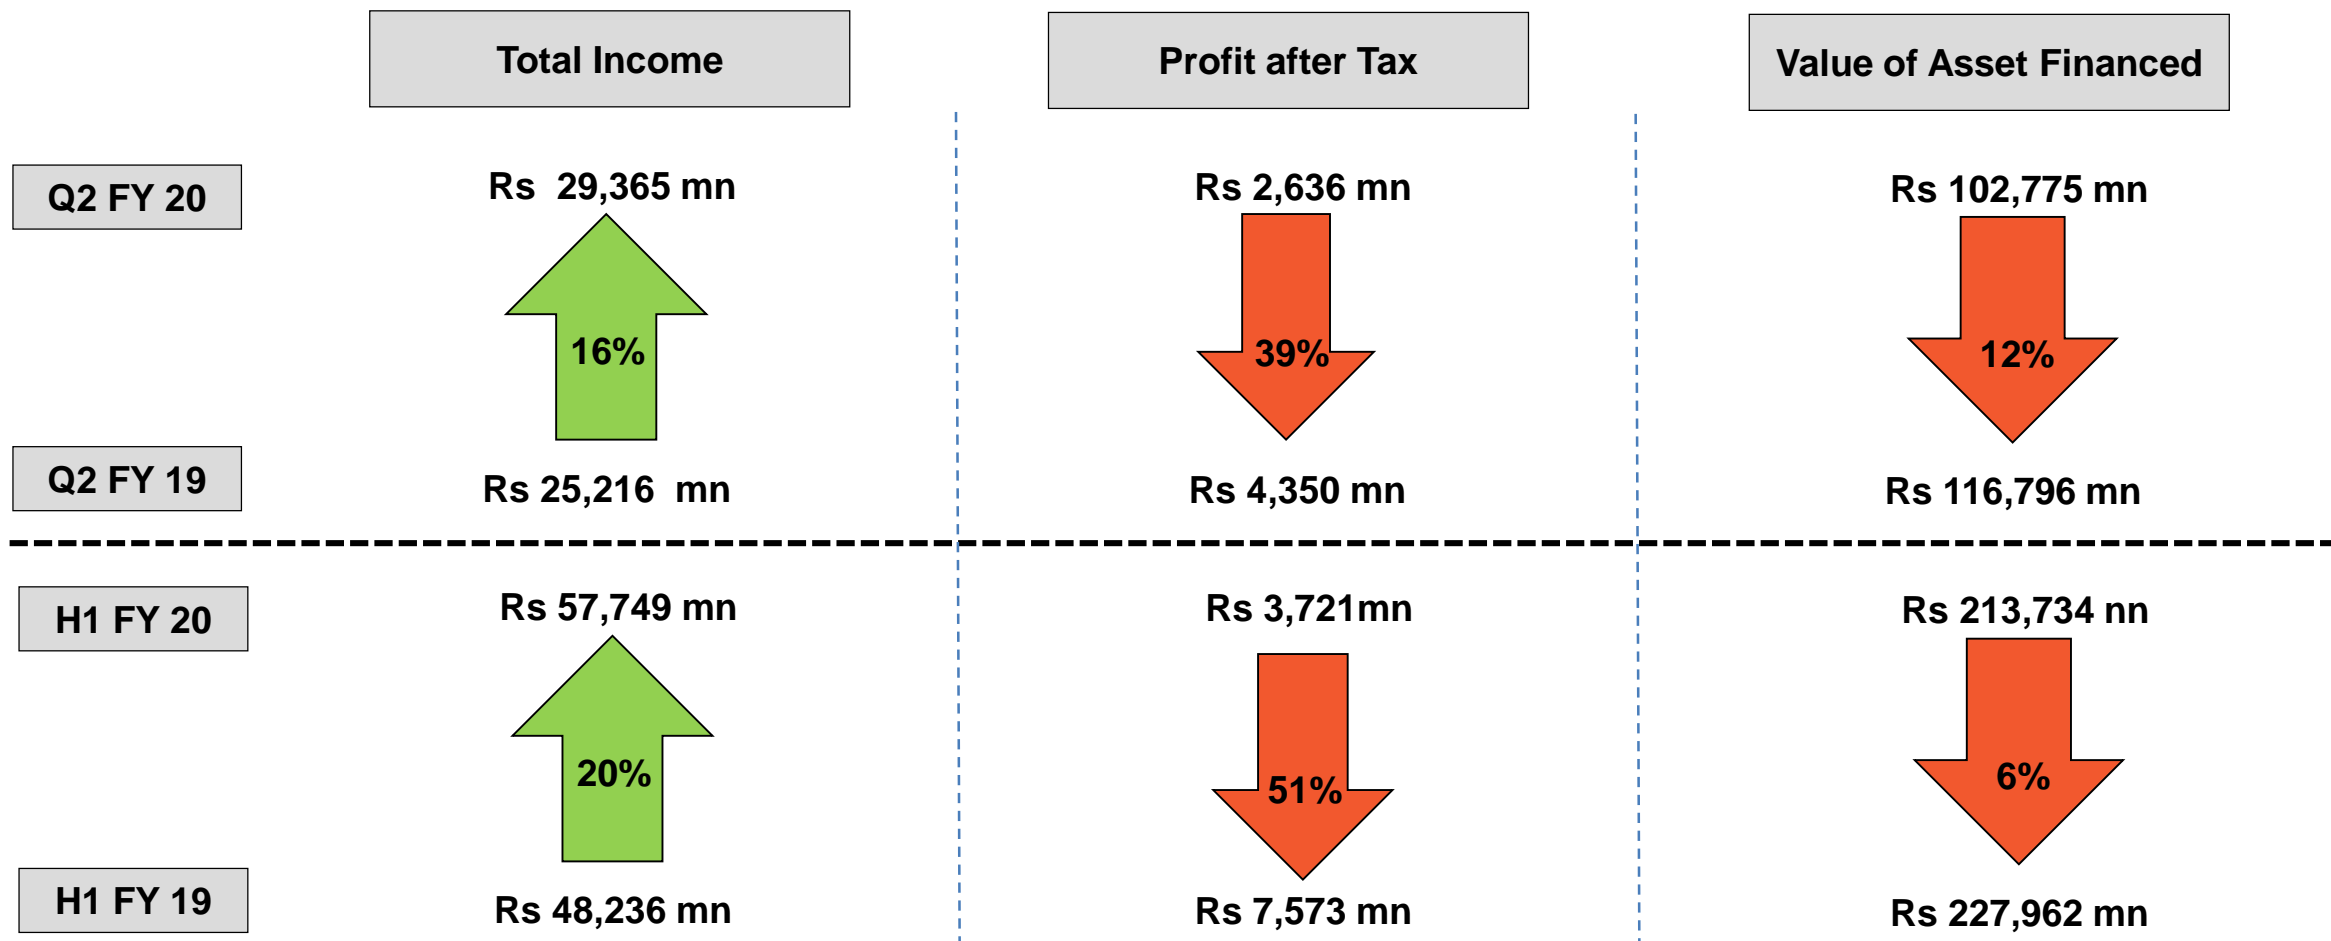 Total Income
Profit after Tax
Value of Asset Financed
Q2 FY 20
Rs  29,365 mn
Rs 2,636 mn
Rs 102,775 mn
16%
39%
12%
Q2 FY 19
Rs 25,216  mn
Rs 4,350 mn
Rs 116,796 mn
H1 FY 20
Rs 57,749 mn
Rs 3,721mn
Rs 213,734 nn
20%
51%
6%
H1 FY 19
Rs 48,236 mn
Rs 7,573 mn
Rs 227,962 mn